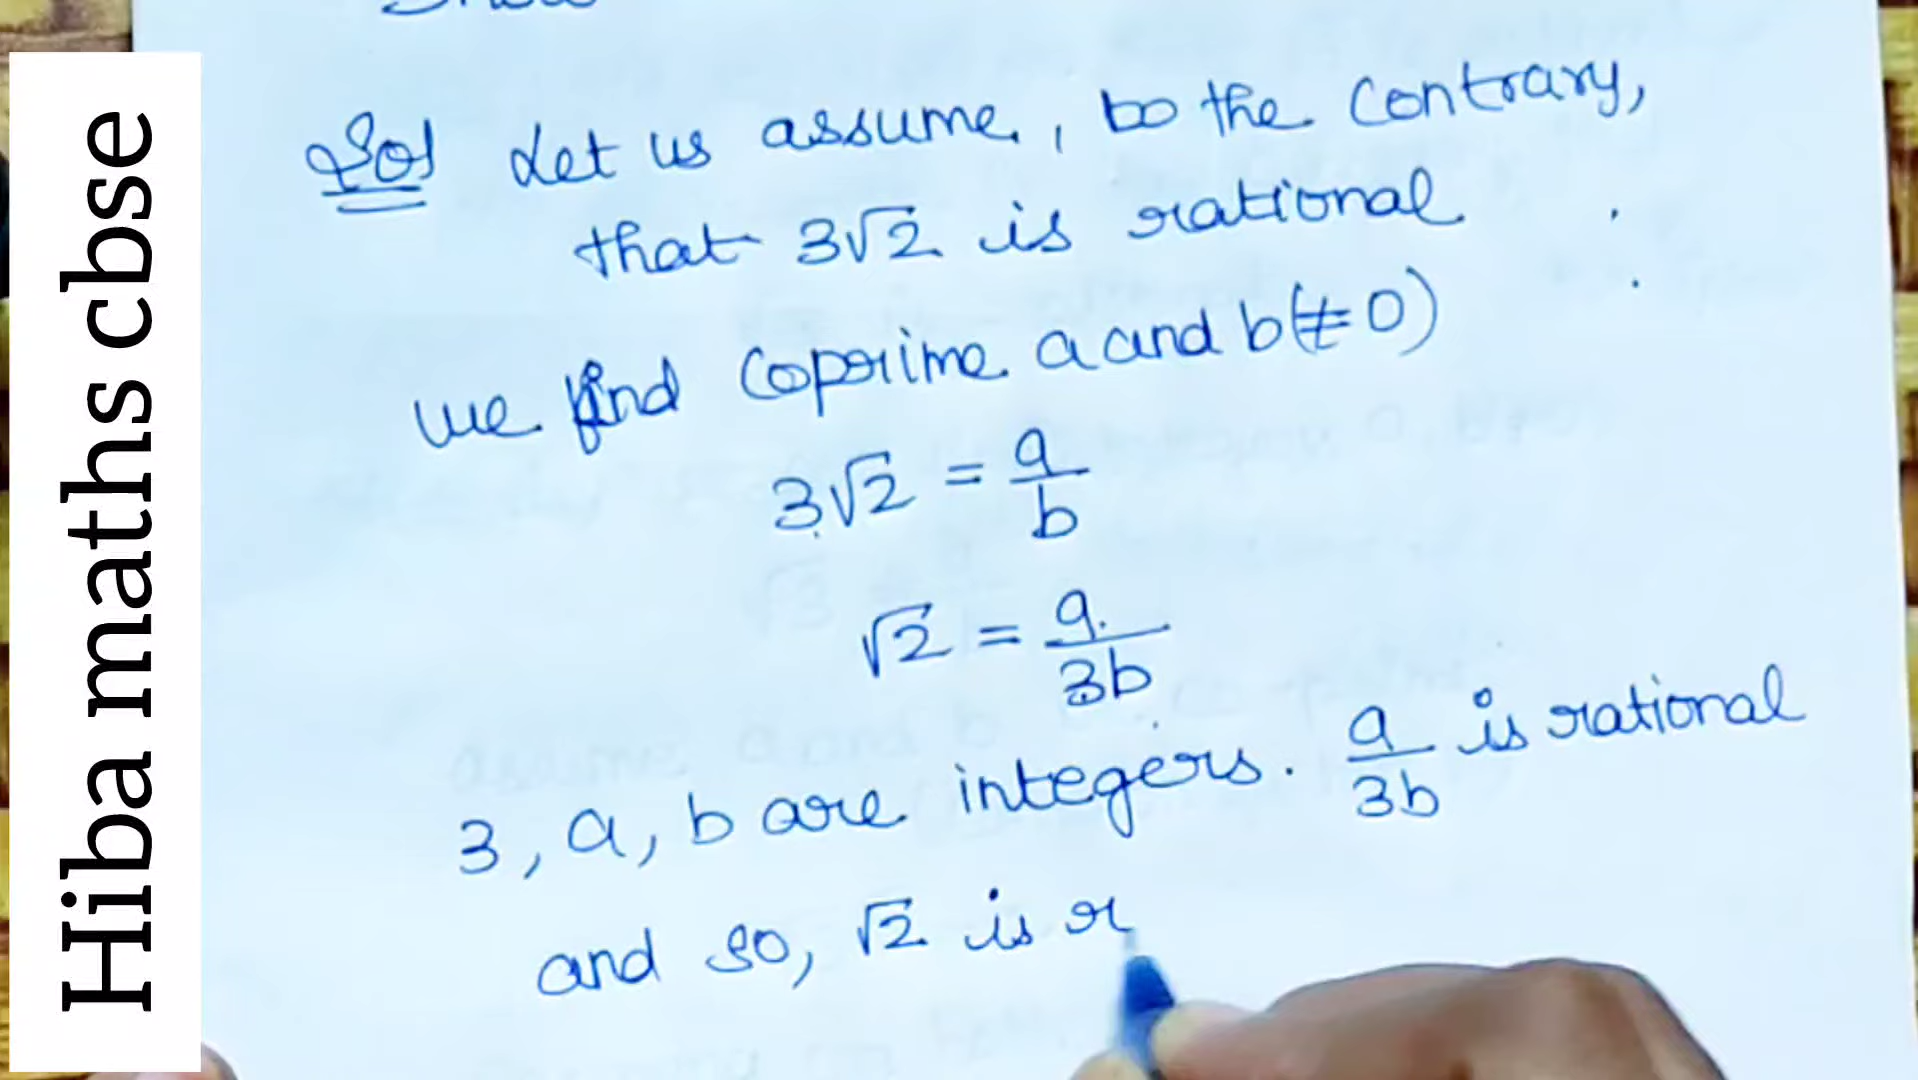 Hiba maths cbse
Sol Let us assume, to the contrary,
that 3√2 is rational
we find coprime a and b(≠0)
3√2 = a/b
√2 = a/3b
3, a, b are integers. a/3b is rational
and so, √2 is r